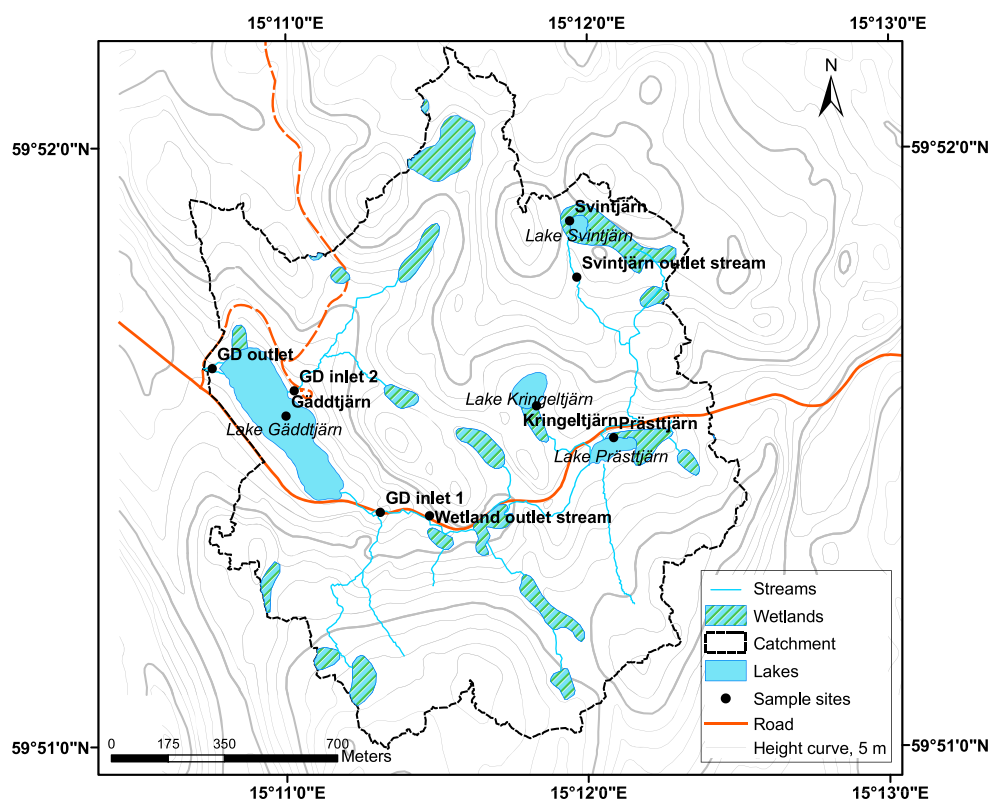 15°11'0"E 15°12'0"E 15°13'0"E
N
59°52'0"N 59°52'0"N
Svintjärn
Lake Svintjärn
Svintjärn outlet stream
GD outlet
GD inlet 2
Gäddtjärn
Lake Gäddtjärn
Lake Kringeltjärn
Kringeltjärn
Prästtjärn
Lake Prästtjärn
GD inlet 1
Wetland outlet stream
Streams
Wetlands
Catchment
Lakes
Sample sites
Road
Height curve, 5 m
0 175 350 700
Meters
59°51'0"N 59°51'0"N
15°11'0"E 15°12'0"E 15°13'0"E